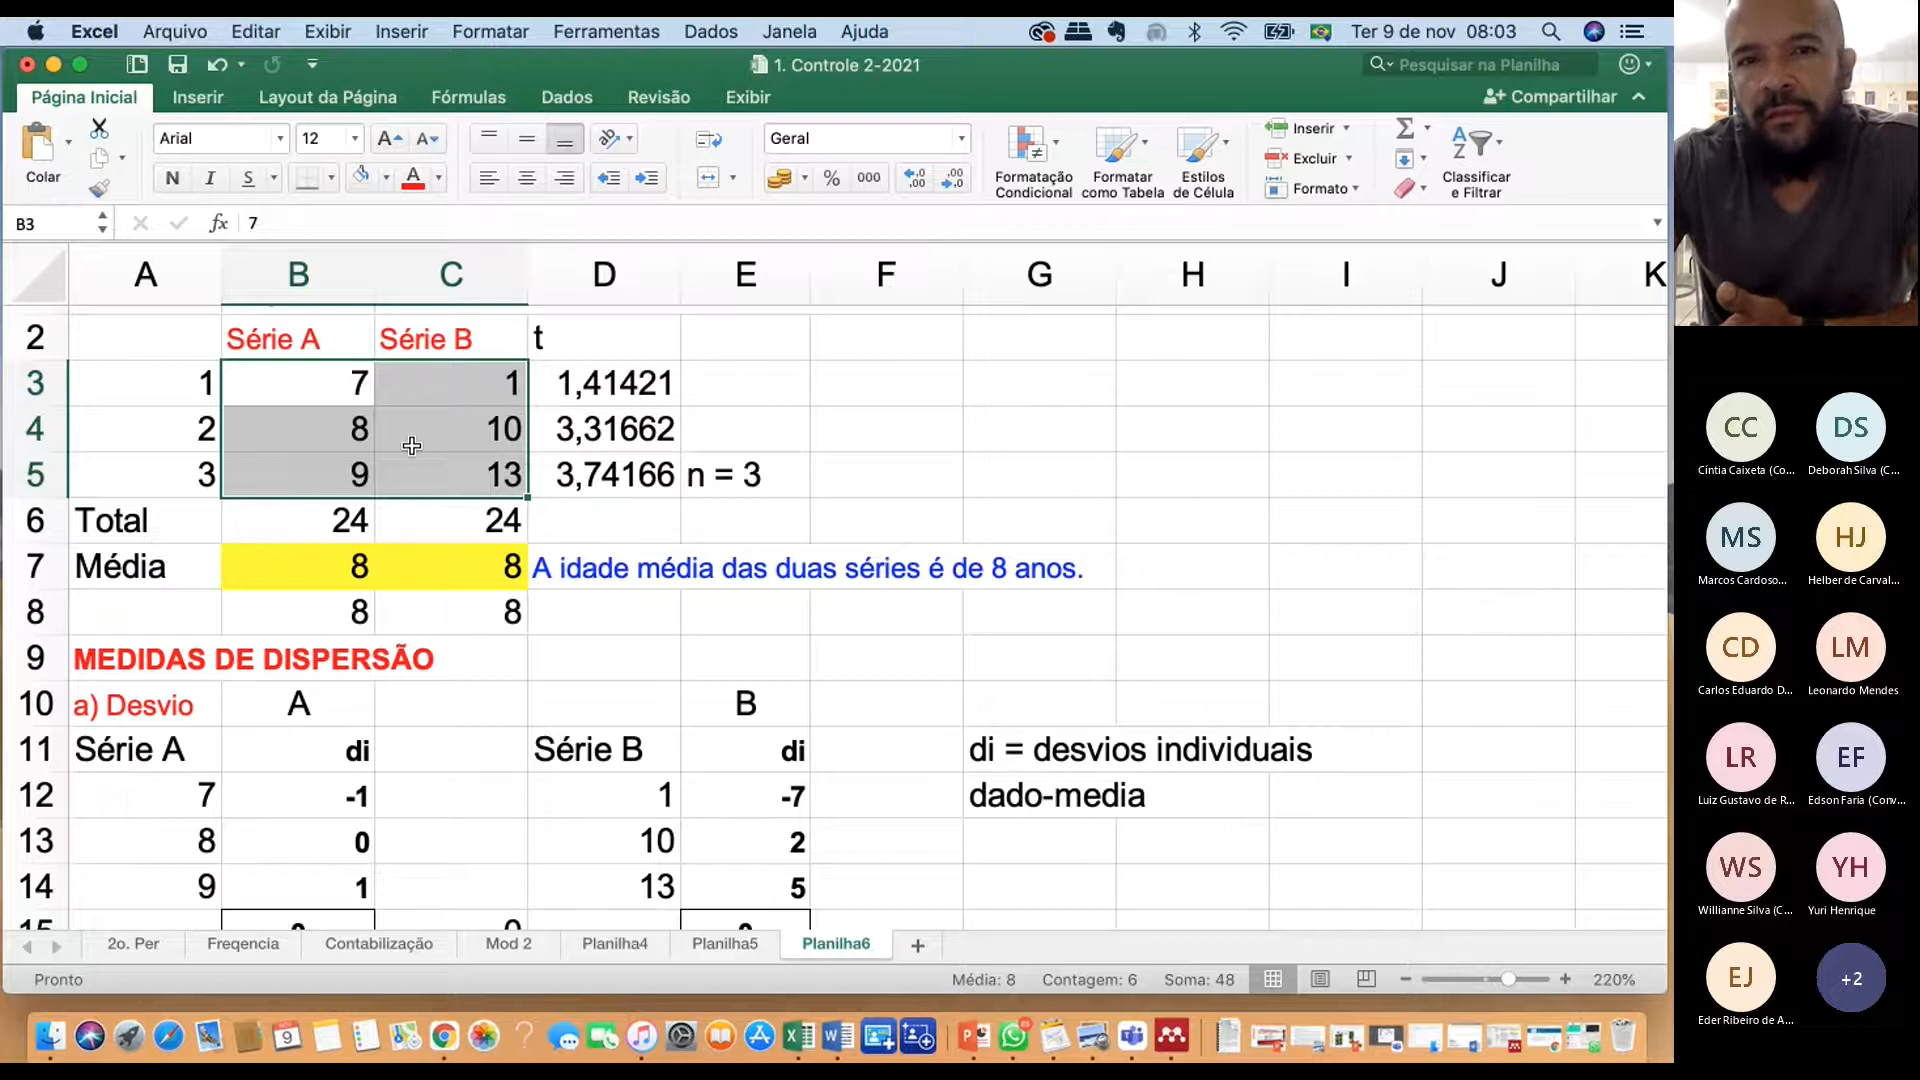 Excel Arquivo Editar Exibir Inserir Formatar Ferramentas Dados Janela Ajuda Ter 9 de nov 08:03
1. Controle 2-2021
Pesquisar na Planilha
Página Inicial Inserir Layout da Página Fórmulas Dados Revisão Exibir Compartilhar
Colar
Arial 12
N I S
Geral
% 000
Formatação Condicional
Formatar como Tabela
Estilos de Célula
Inserir
Excluir
Formato
Classificar e Filtrar
B3 fx 7
A B C D E F G H I J K
2 Série A Série B t
3 1 7 1 1,41421
4 2 8 10 3,31662
5 3 9 13 3,74166 n = 3
6 Total 24 24
7 Média 8 8 A idade média das duas séries é de 8 anos.
8 8 8
9 MEDIDAS DE DISPERSÃO
10 a) Desvio A B
11 Série A di Série B di di = desvios individuais
12 7 -1 1 -7 dado-media
13 8 0 10 2
14 9 1 13 5
2o. Per Freqencia Contabilização Mod 2 Planilha4 Planilha5 Planilha6
Pronto Média: 8 Contagem: 6 Soma: 48 220%
CC DS
Cíntia Caixeta (Co... Deborah Silva (C...
MS HJ
Marcos Cardoso... Helber de Carval...
CD LM
Carlos Eduardo D... Leonardo Mendes
LR EF
Luiz Gustavo de R... Edson Faria (Conv...
WS YH
Willianne Silva (C... Yuri Henrique
EJ +2
Eder Ribeiro de A...